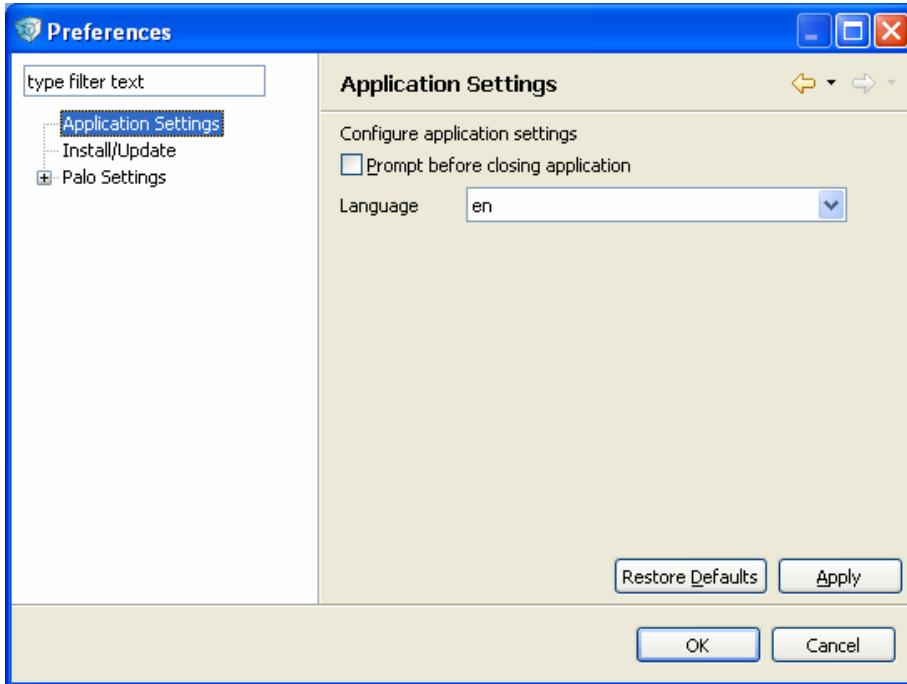 Preferences
type filter text
Application Settings
Install/Update
Palo Settings
Application Settings
Configure application settings
Prompt before closing application
Language en
Restore Defaults Apply
OK Cancel